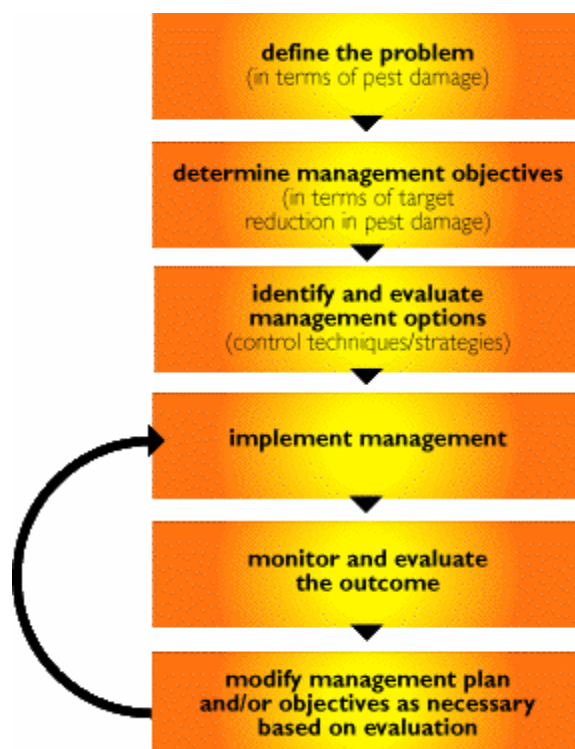 define the problem
(in terms of pest damage)
determine management objectives
(in terms of target
reduction in pest damage)
identify and evaluate
management options
(control techniques/strategies)
implement management
monitor and evaluate
the outcome
modify management plan
and/or objectives as necessary
based on evaluation